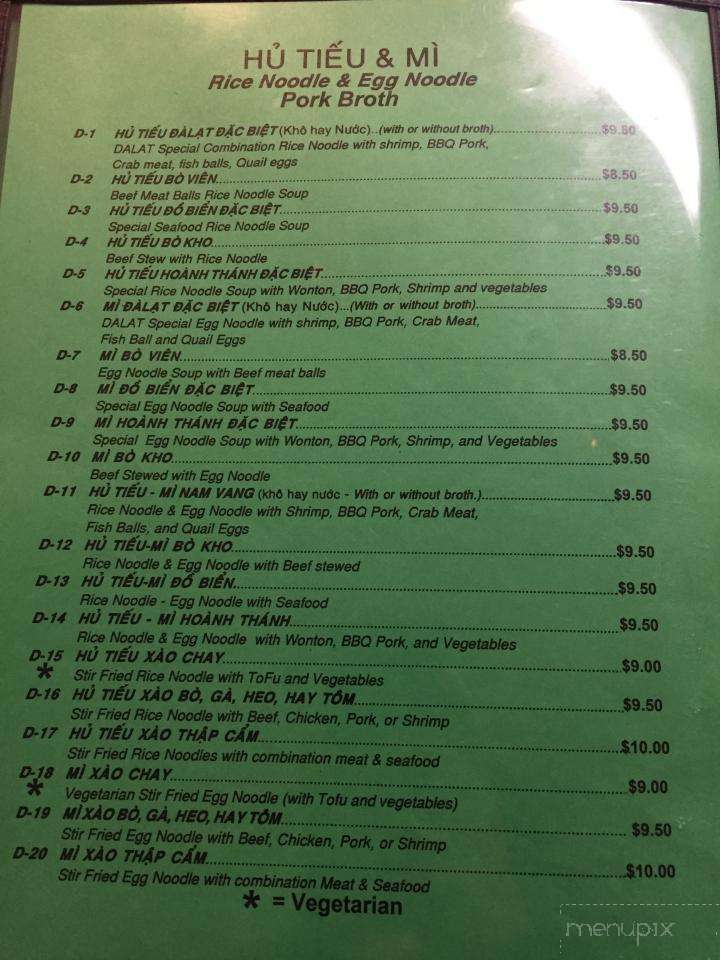 HỦ TIẾU & MÌ
Rice Noodle & Egg Noodle
Pork Broth
D-1 HỦ TIẾU ĐÀLẠT ĐẶC BIỆT (Khô hay Nước)..(with or without broth)....$9.50
DALAT Special Combination Rice Noodle with shrimp, BBQ Pork,
Crab meat, fish balls, Quail eggs
D-2 HỦ TIẾU BÒ VIÊN....$8.50
Beef Meat Balls Rice Noodle Soup
D-3 HỦ TIẾU ĐỒ BIỂN ĐẶC BIỆT....$9.50
Special Seafood Rice Noodle Soup
D-4 HỦ TIẾU BÒ KHO....$9.50
Beef Stew with Rice Noodle
D-5 HỦ TIẾU HOÀNH THÁNH ĐẶC BIỆT....$9.50
Special Rice Noodle Soup with Wonton, BBQ Pork, Shrimp and vegetables
D-6 MÌ ĐÀLẠT ĐẶC BIỆT (Khô hay Nước)...(With or without broth)....$9.50
DALAT Special Egg Noodle with shrimp, BBQ Pork, Crab Meat,
Fish Ball and Quail Eggs
D-7 MÌ BÒ VIÊN....$8.50
Egg Noodle Soup with Beef meat balls
D-8 MÌ ĐỒ BIỂN ĐẶC BIỆT....$9.50
Special Egg Noodle Soup with Seafood
D-9 MÌ HOÀNH THÁNH ĐẶC BIỆT....$9.50
Special Egg Noodle Soup with Wonton, BBQ Pork, Shrimp, and Vegetables
D-10 MÌ BÒ KHO....$9.50
Beef Stewed with Egg Noodle
D-11 HỦ TIẾU - MÌ NAM VANG (khô hay nước - With or without broth.)....$9.50
Rice Noodle & Egg Noodle with Shrimp, BBQ Pork, Crab Meat,
Fish Balls, and Quail Eggs
D-12 HỦ TIẾU-MÌ BÒ KHO....$9.50
Rice Noodle & Egg Noodle with Beef stewed
D-13 HỦ TIẾU-MÌ ĐỒ BIỂN....$9.50
Rice Noodle - Egg Noodle with Seafood
D-14 HỦ TIẾU - MÌ HOÀNH THÁNH....$9.50
Rice Noodle & Egg Noodle with Wonton, BBQ Pork, and Vegetables
D-15 HỦ TIẾU XÀO CHAY....$9.00
* Stir Fried Rice Noodle with ToFu and Vegetables
D-16 HỦ TIẾU XÀO BÒ, GÀ, HEO, HAY TÔM....$9.50
Stir Fried Rice Noodle with Beef, Chicken, Pork, or Shrimp
D-17 HỦ TIẾU XÀO THẬP CẨM....$10.00
Stir Fried Rice Noodles with combination meat & seafood
D-18 MÌ XÀO CHAY....$9.00
* Vegetarian Stir Fried Egg Noodle (with Tofu and vegetables)
D-19 MÌ XÀO BÒ, GÀ, HEO, HAY TÔM....$9.50
Stir Fried Egg Noodle with Beef, Chicken, Pork, or Shrimp
D-20 MÌ XÀO THẬP CẨM....$10.00
Stir Fried Egg Noodle with combination Meat & Seafood
* = Vegetarian
menupix